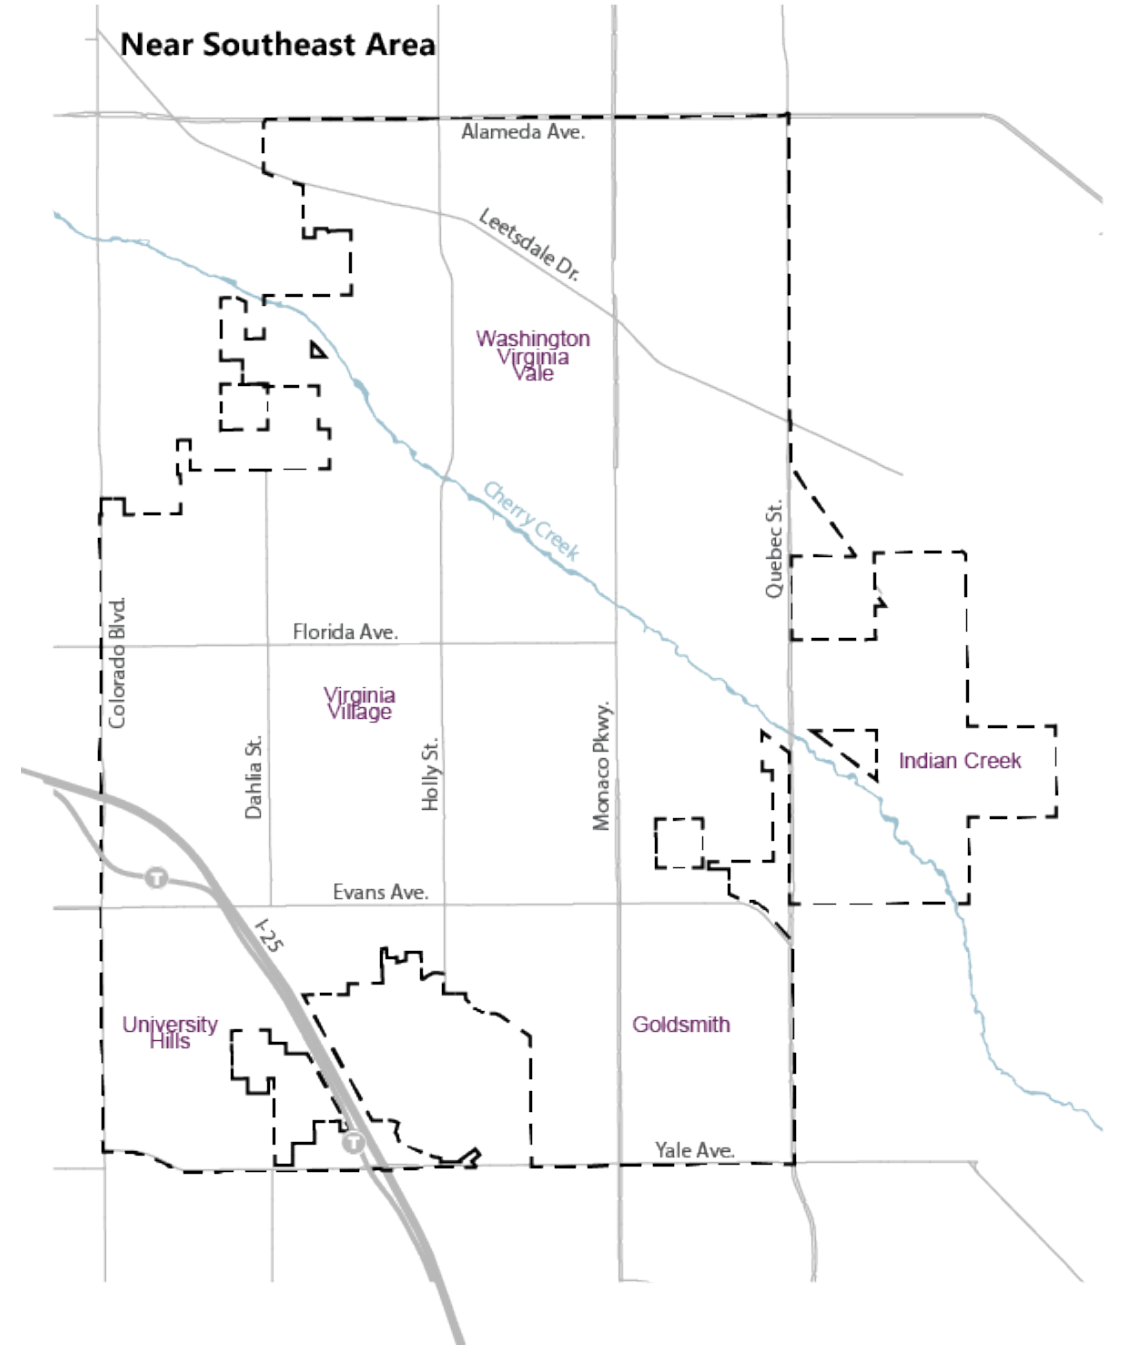 Near Southeast Area
Alameda Ave.
Leetsdale Dr.
Washington
Virginia
Vale
Cherry Creek
Quebec St.
Colorado Blvd.
Florida Ave.
Virginia
Village
Dahlia St.
Holly St.
Monaco Pkwy.
Indian Creek
T
Evans Ave.
I-25
University
Hills
Goldsmith
T
Yale Ave.